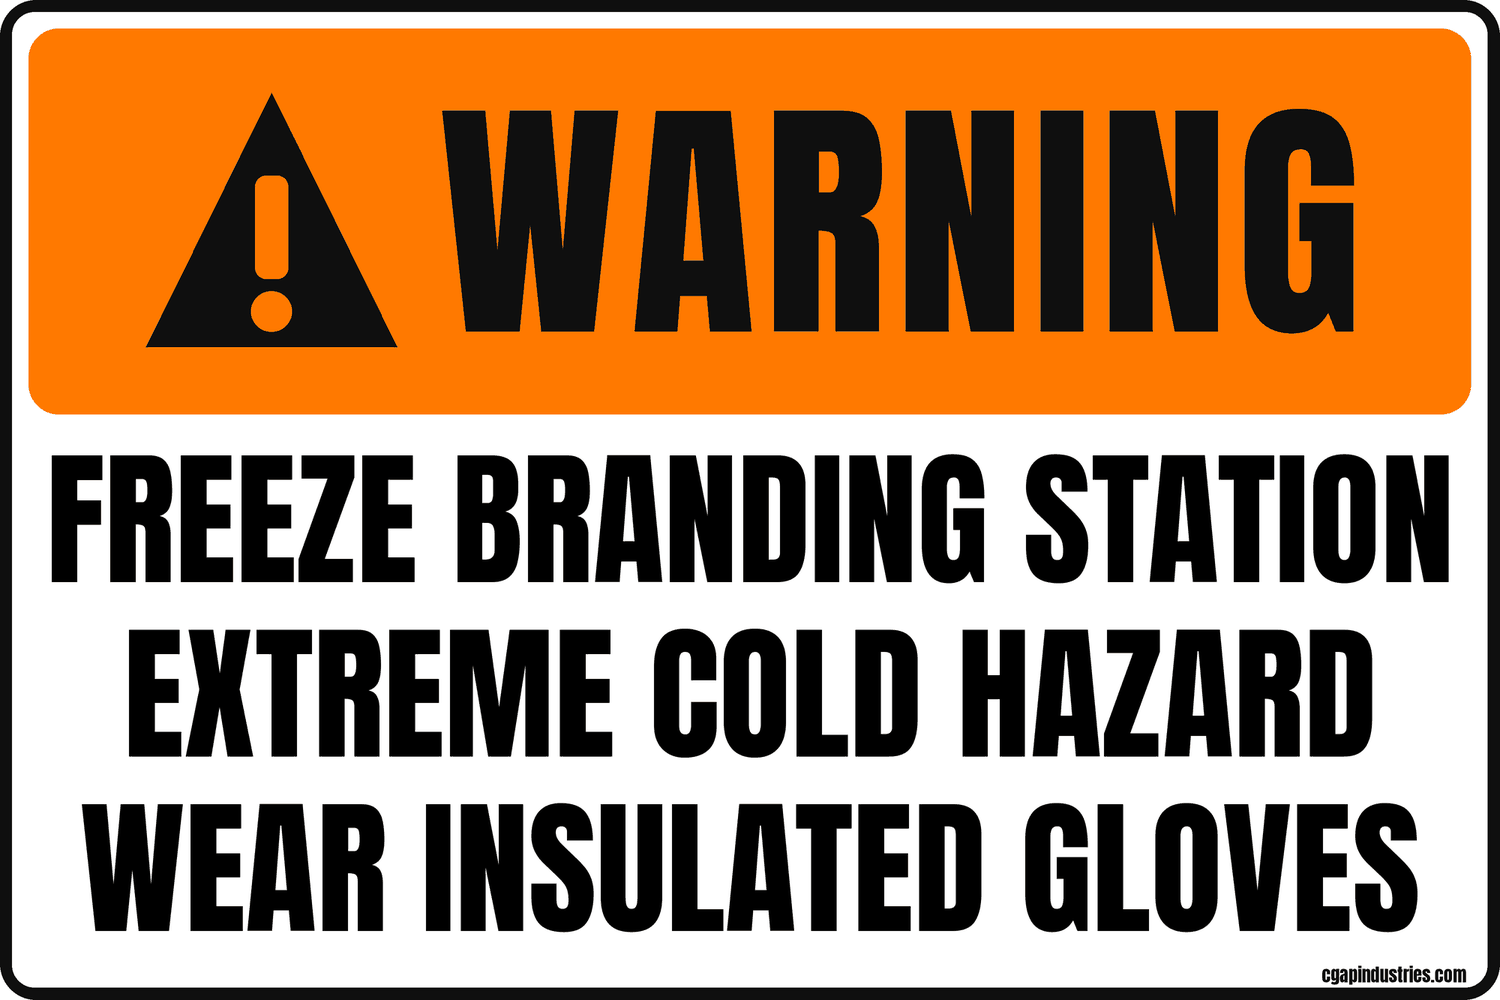 WARNING
FREEZE BRANDING STATION
EXTREME COLD HAZARD
WEAR INSULATED GLOVES
cgapindustries.com